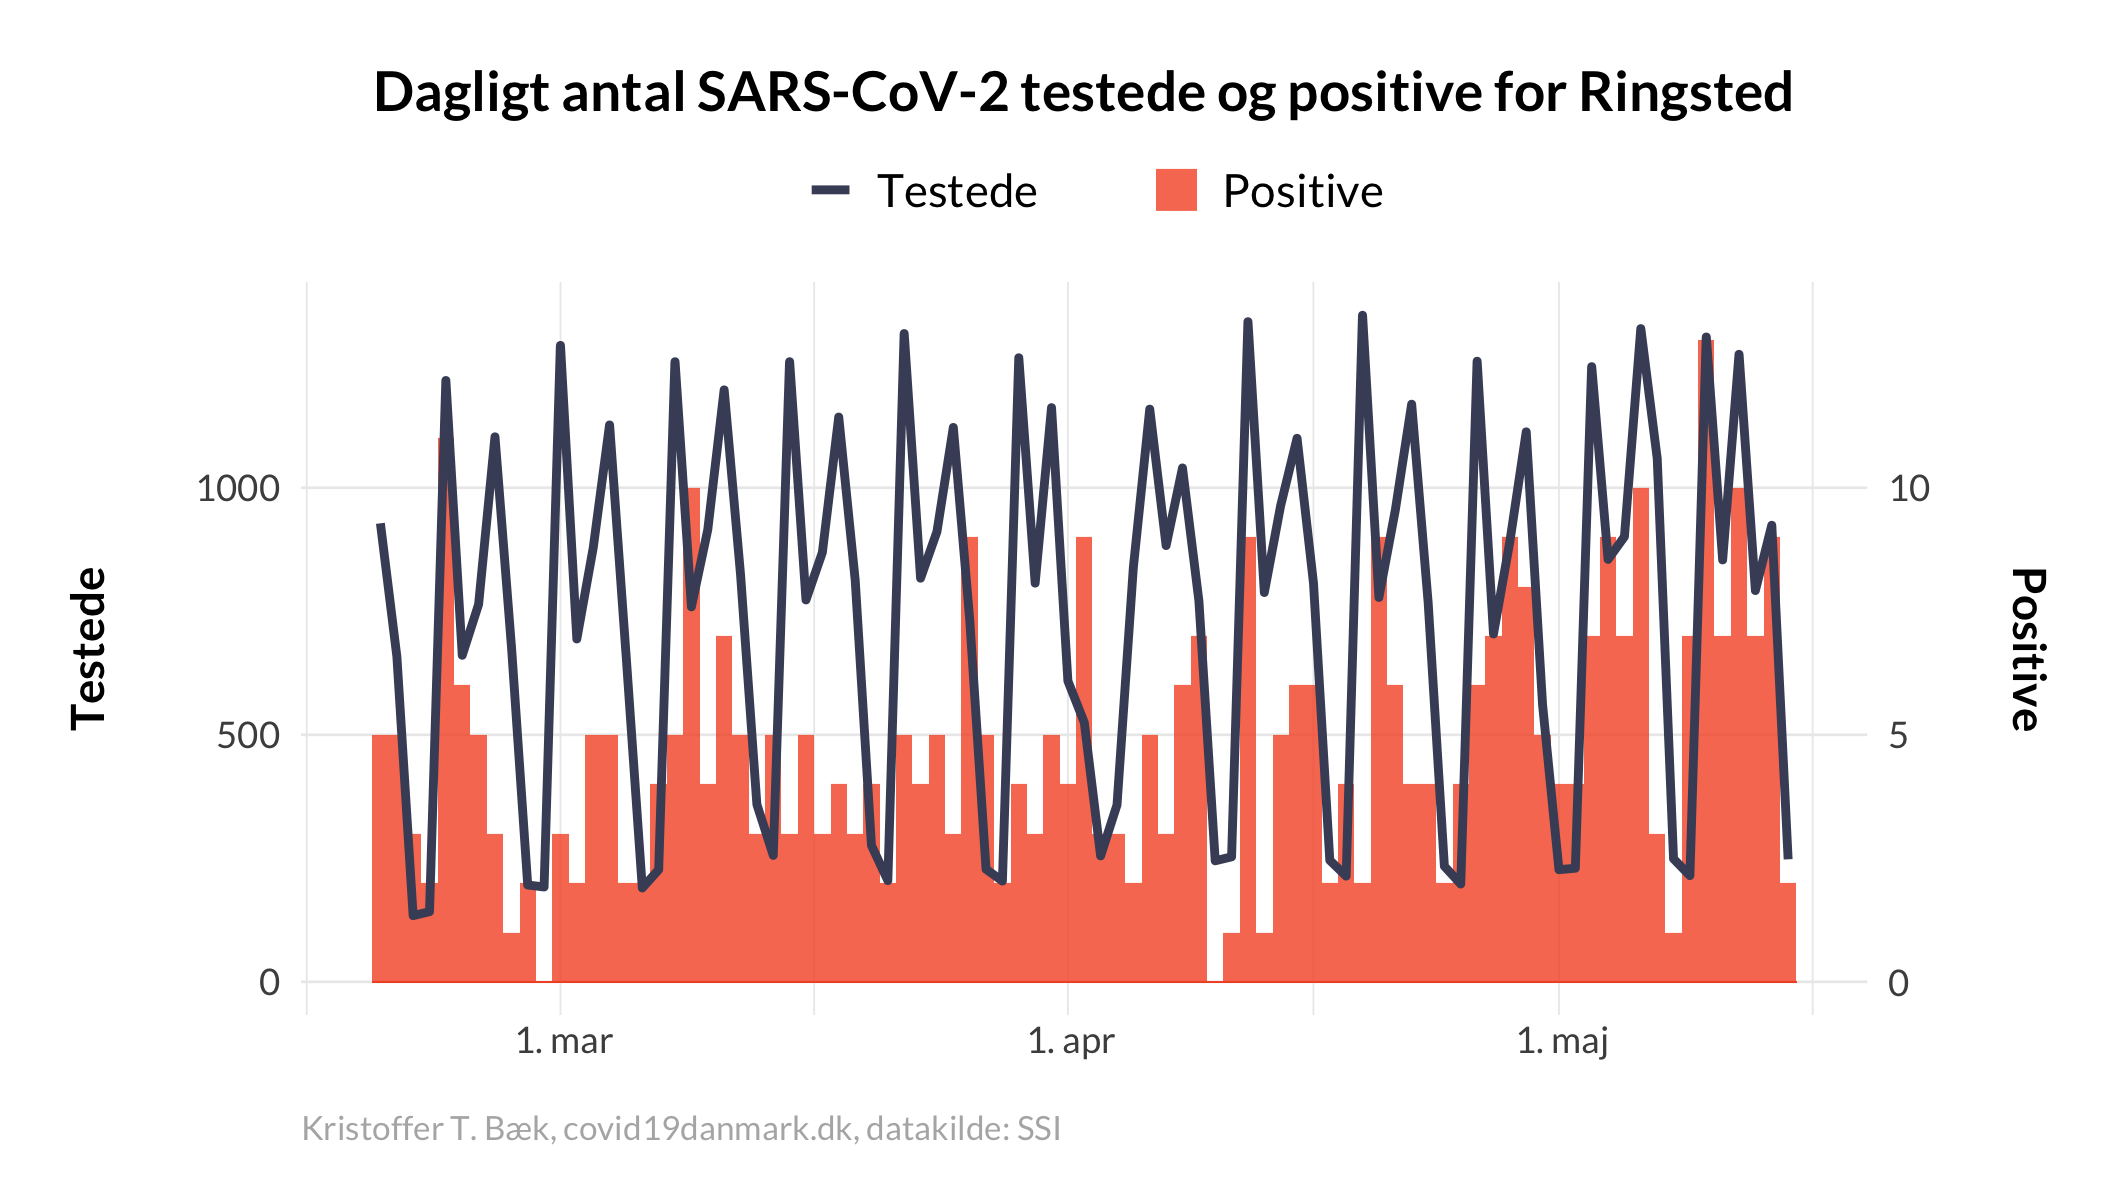 Dagligt antal SARS-CoV-2 testede og positive for Ringsted
Testede
Positive
Testede
1000
500
0
10
5
0
Positive
1. mar
1. apr
1. maj
Kristoffer T. Bæk, covid19danmark.dk, datakilde: SSI